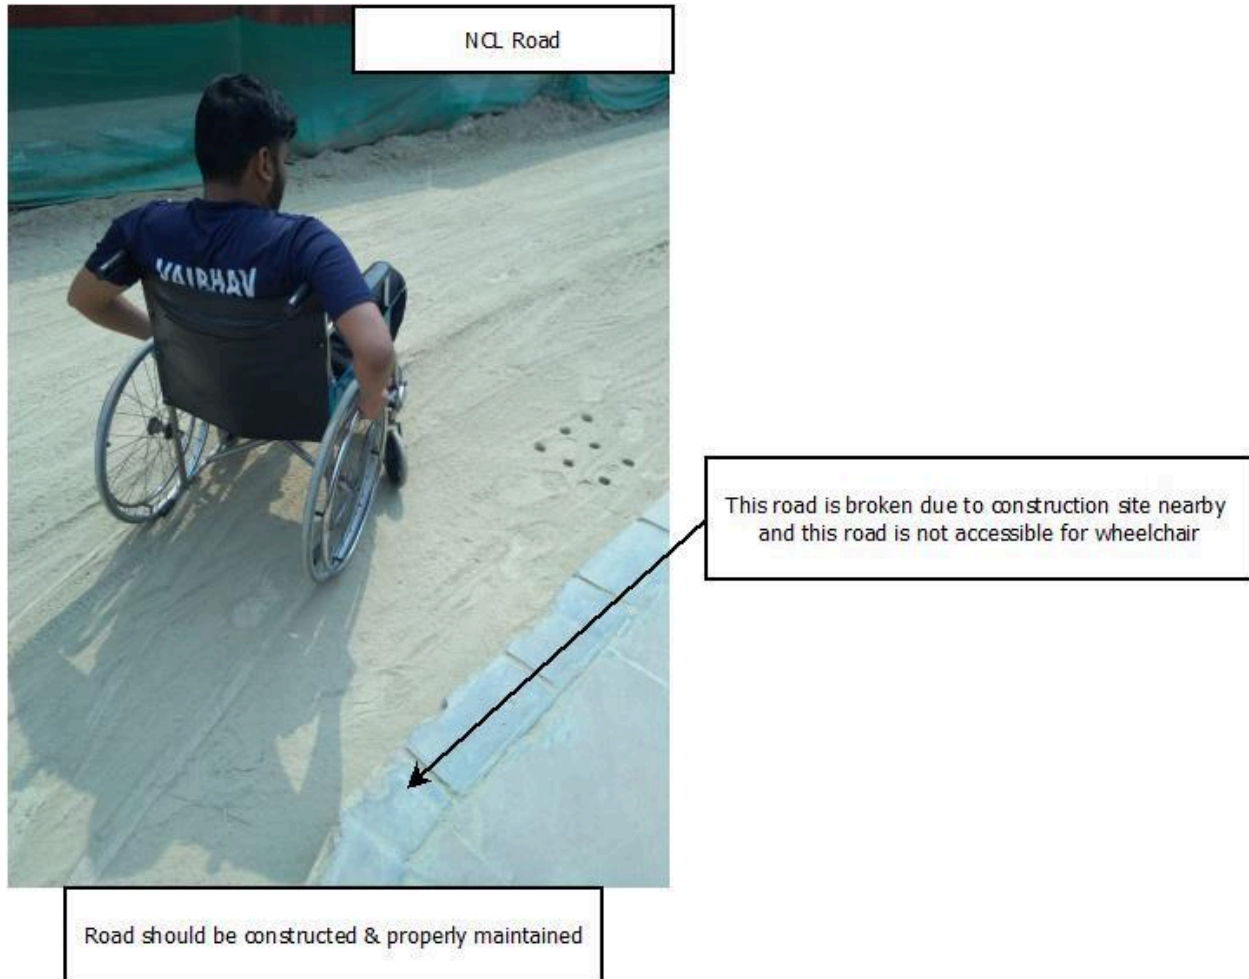 NCL Road
VAIBHAV
This road is broken due to construction site nearby
and this road is not accessible for wheelchair
Road should be constructed & properly maintained